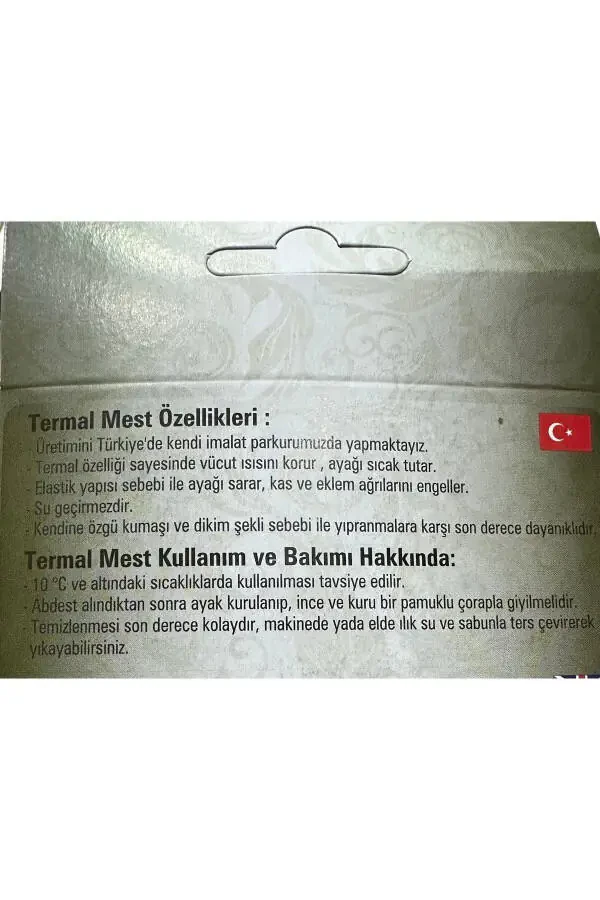 Termal Mest Özellikleri :
- Üretimini Türkiye'de kendi imalat parkurumuzda yapmaktayız.
- Termal özelliği sayesinde vücut ısısını korur , ayağı sıcak tutar.
- Elastik yapısı sebebi ile ayağı sarar, kas ve eklem ağrılarını engeller.
- Su geçirmezdir.
- Kendine özgü kumaşı ve dikim şekli sebebi ile yıpranmalara karşı son derece dayanıklıdır.
Termal Mest Kullanım ve Bakımı Hakkında:
- 10 °C ve altındaki sıcaklıklarda kullanılması tavsiye edilir.
- Abdest alındıktan sonra ayak kurulanıp, ince ve kuru bir pamuklu çorapla giyilmelidir.
- Temizlenmesi son derece kolaydır, makinede yada elde ılık su ve sabunla ters çevirerek
yıkayabilirsiniz.